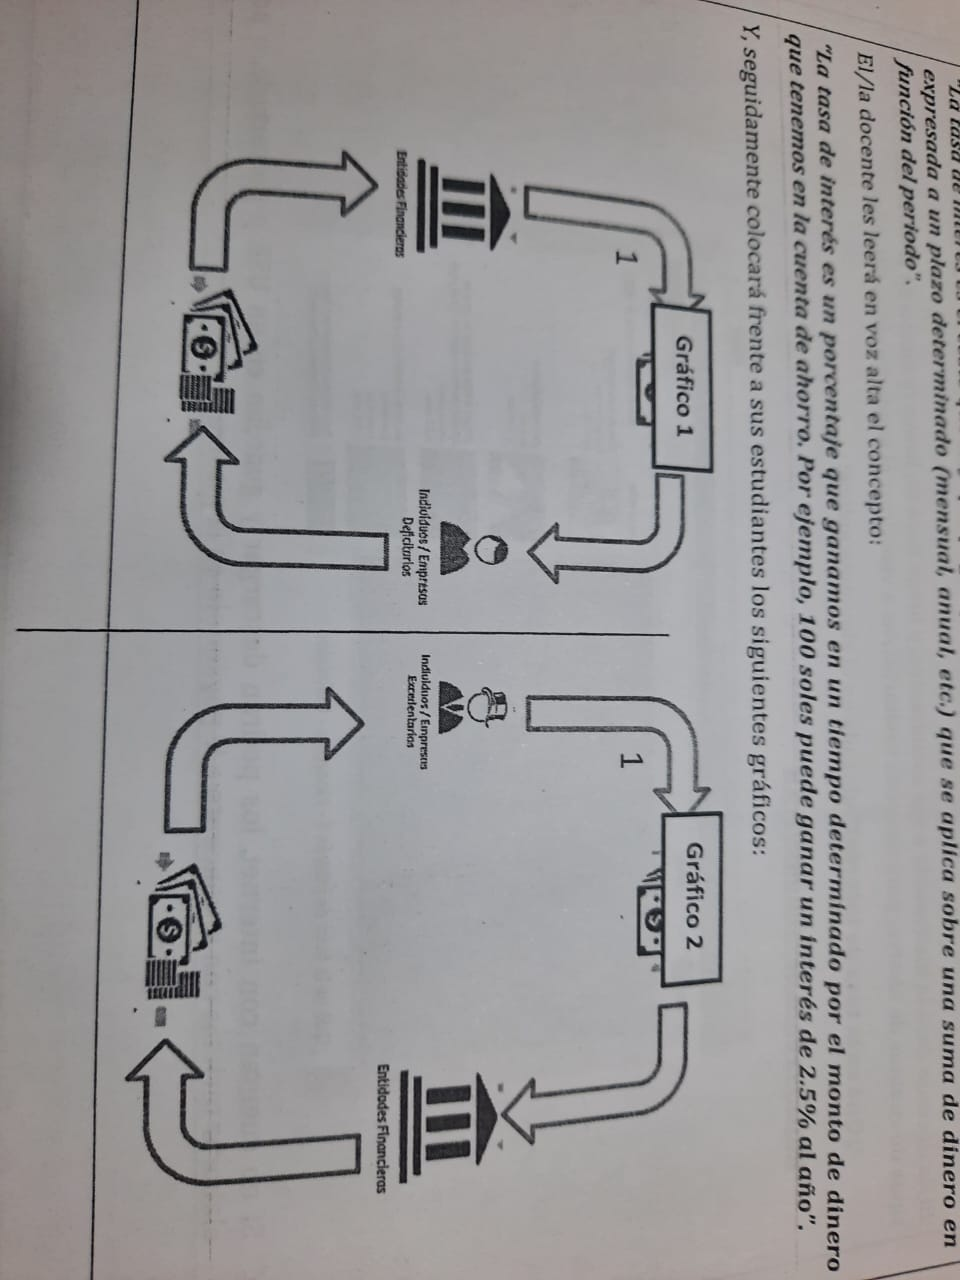 "La tasa de
expresada a un plazo determinado (mensual, anual, etc.) que se aplica sobre una suma de dinero en
función del periodo".
El/la docente les leerá en voz alta el concepto:
"La tasa de interés es un porcentaje que ganamos en un tiempo determinado por el monto de dinero
que tenemos en la cuenta de ahorro. Por ejemplo, 100 soles puede ganar un interés de 2.5% al año".
Y, seguidamente colocará frente a sus estudiantes los siguientes gráficos:
Gráfico 1
1
Entidades Financieras
Individuos / Empresas
Deficitarios
Gráfico 2
1
Individuos / Empresas
Excedentarios
Entidades Financieras